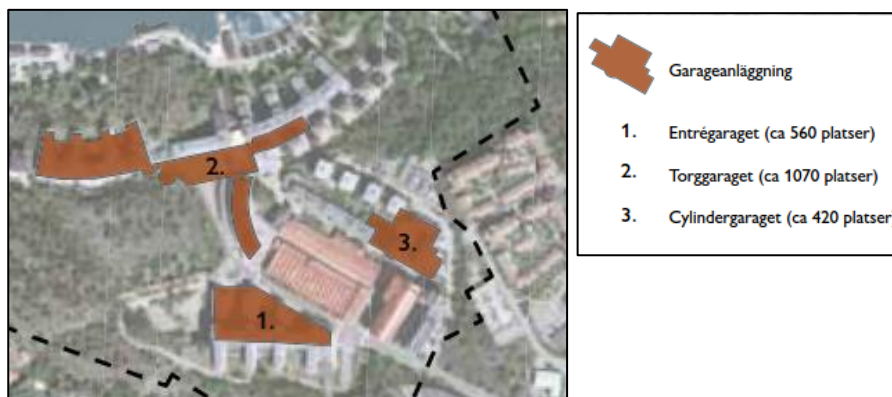 2.
3.
1.
Garageanläggning
1. Entrégaraget (ca 560 platser)
2. Torggaraget (ca 1070 platser)
3. Cylindergaraget (ca 420 platser